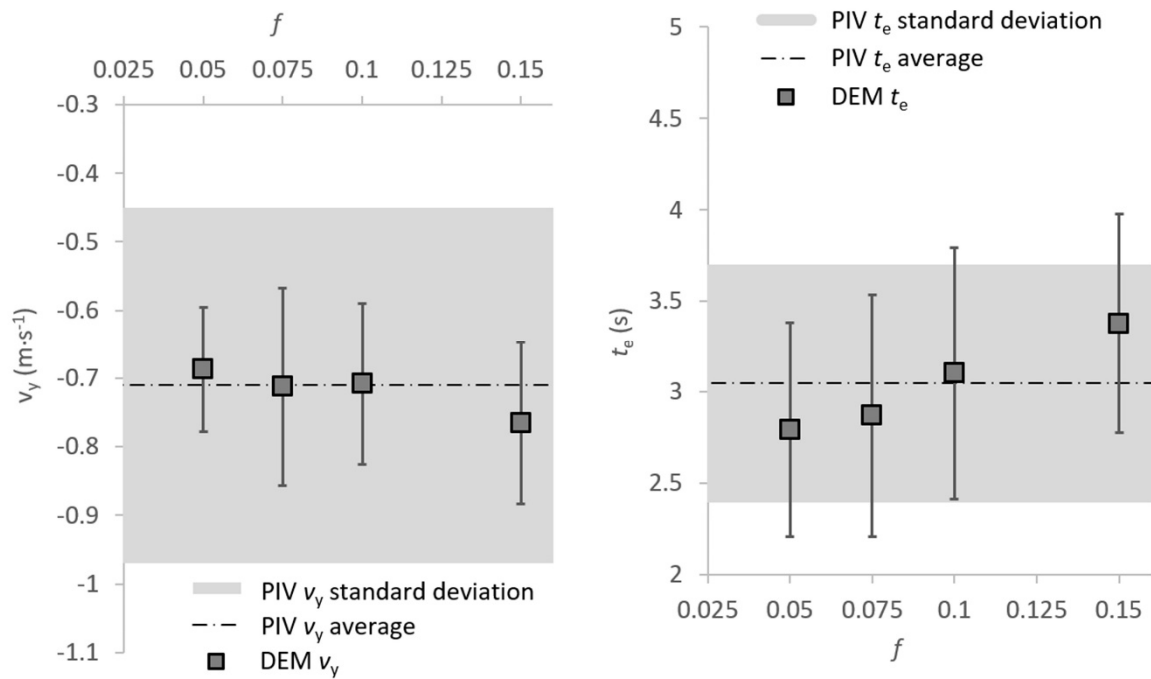 f
0.025 0.05 0.075 0.1 0.125 0.15
-0.3
-0.4
-0.5
-0.6
-0.7
-0.8
-0.9
-1
-1.1
vy (m·s-1)
PIV vy standard deviation
PIV vy average
DEM vy
PIV te standard deviation
PIV te average
DEM te
5
4.5
4
3.5
3
2.5
2
te (s)
0.025 0.05 0.075 0.1 0.125 0.15
f